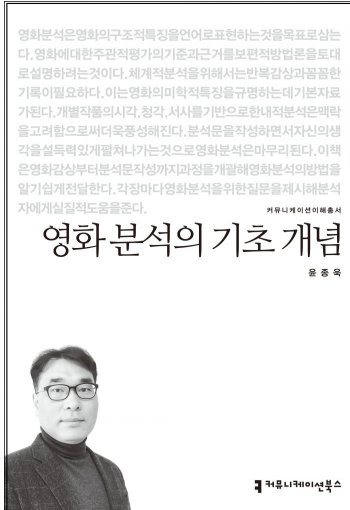 영화분석은영화의구조적특징을언어로표현하는것을목표로삼는
다.영화에대한주관적평가의기준과근거를보편적방법론을토대
로설명하려는것이다.체계적분석을위해서는반복감상과꼼꼼한
기록이필요하다.이는영화의미학적특징을규명하는데기본자료
가된다.개별작품의시각,청각,서사를기반으로한내적분석은맥락
을고려함으로써더욱풍성해진다.분석문을작성하면서자신의생
각을설득력있게펼쳐나가는것으로영화분석은마무리된다.이책
은영화감상부터분석문작성까지과정을개괄해영화분석의방법을
알기쉽게전달한다.각장마다영화분석을위한질문을제시해분석
자에게실질적도움을준다.
커뮤니케이션이해총서
영화 분석의 기초 개념
윤종욱
커뮤니케이션북스